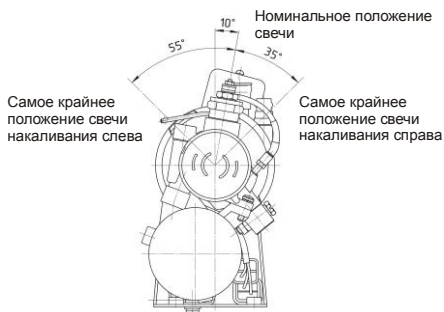 10°
Номинальное положение
свечи
55°
35°
Самое крайнее
положение свечи
накаливания слева
Самое крайнее
положение свечи
накаливания справа